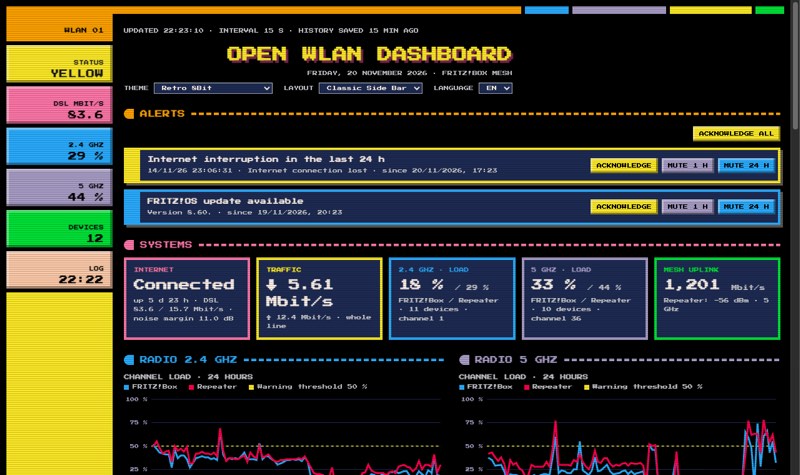 WLAN 01
UPDATED 22:23:10 · INTERVAL 15 S · HISTORY SAVED 15 MIN AGO
OPEN WLAN DASHBOARD
FRIDAY, 20 NOVEMBER 2026 · FRITZ!BOX MESH
THEME Retro 8Bit LAYOUT Classic Side Bar LANGUAGE EN
STATUS
YELLOW
DSL MBIT/S
83.6
2.4 GHZ
29 %
5 GHZ
44 %
DEVICES
12
LOG
22:22
ALERTS
ACKNOWLEDGE ALL
Internet interruption in the last 24 h
14/11/26 23:06:31 · Internet connection lost · since 20/11/2026, 17:23
ACKNOWLEDGE MUTE 1 H MUTE 24 H
FRITZ!OS update available
Version 8.60. · since 19/11/2026, 20:23
ACKNOWLEDGE MUTE 1 H MUTE 24 H
SYSTEMS
INTERNET
Connected
up 5 d 23 h · DSL
83.6 / 15.7 Mbit/s ·
noise margin 11.0 dB
TRAFFIC
↓ 5.61
Mbit/s
↑ 12.4 Mbit/s · whole
line
2.4 GHZ · LOAD
18 % / 29 %
FRITZ!Box / Repeater
· 11 devices ·
channel 1
5 GHZ · LOAD
33 % / 44 %
FRITZ!Box / Repeater
· 10 devices ·
channel 36
MESH UPLINK
1,201 Mbit/s
Repeater: -56 dBm · 5
GHz
RADIO 2.4 GHZ
CHANNEL LOAD · 24 HOURS
FRITZ!Box Repeater Warning threshold 50 %
100 %
75 %
50 %
25 %
RADIO 5 GHZ
CHANNEL LOAD · 24 HOURS
FRITZ!Box Repeater Warning threshold 50 %
100 %
75 %
50 %
25 %